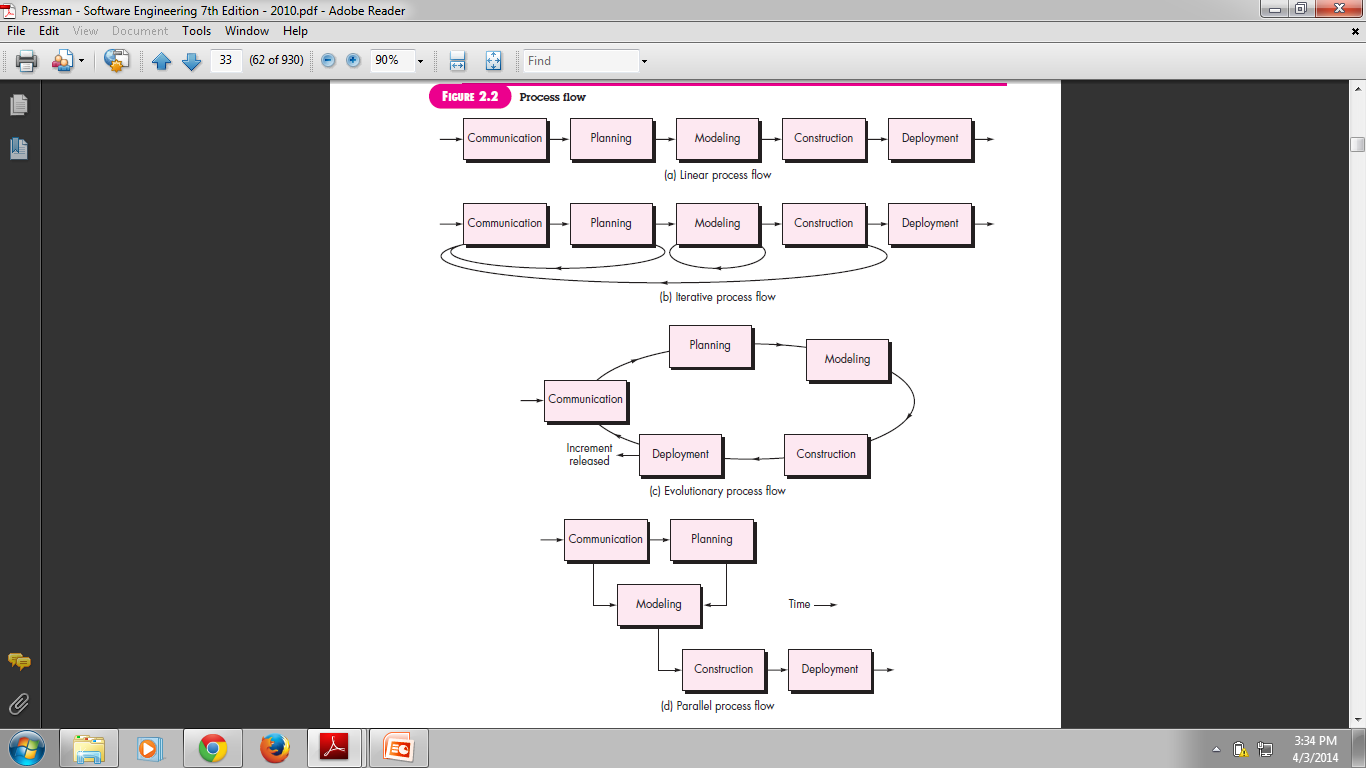 Pressman - Software Engineering 7th Edition - 2010.pdf - Adobe Reader
File Edit View Document Tools Window Help
33 (62 of 930) 90% Find
FIGURE 2.2 Process flow
Communication Planning Modeling Construction Deployment
(a) Linear process flow
Communication Planning Modeling Construction Deployment
(b) Iterative process flow
Planning
Modeling
Communication
Increment
released
Deployment
Construction
(c) Evolutionary process flow
Communication Planning
Modeling
Time
Construction Deployment
(d) Parallel process flow
3:34 PM
4/3/2014